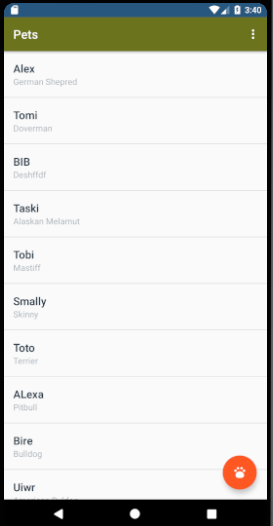 3:40
Pets
Alex
German Shepred
Tomi
Doverman
BIB
Deshffdf
Taski
Alaskan Melamut
Tobi
Mastiff
Smally
Skinny
Toto
Terrier
ALexa
Pitbull
Bire
Bulldog
Uiwr